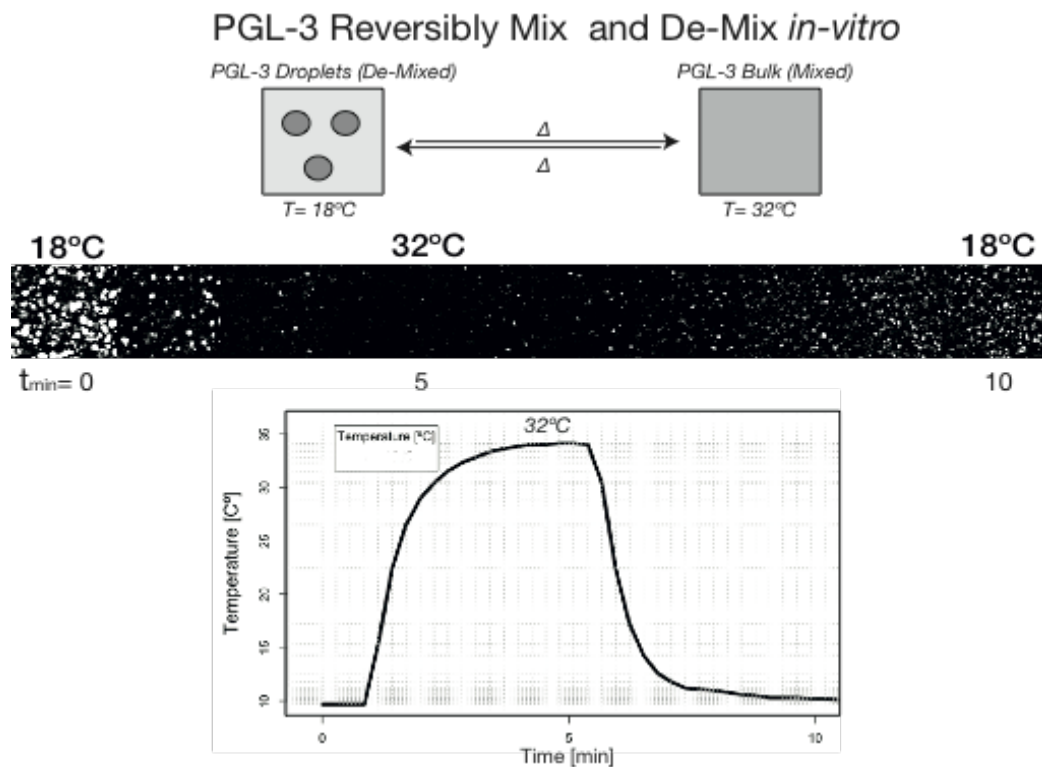 PGL-3 Reversibly Mix and De-Mix in-vitro
PGL-3 Droplets (De-Mixed)
PGL-3 Bulk (Mixed)
Δ
Δ
T= 18ºC
T= 32ºC
18ºC
32ºC
18ºC
tmin= 0
5
10
32ºC
Temperature [ºC]
Temperature [Cº]
35
30
25
20
15
10
0
5
10
Time [min]